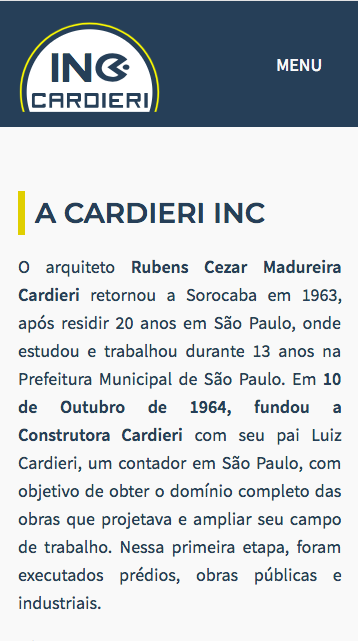 INC
CARDIERI
MENU
A CARDIERI INC
O arquiteto Rubens Cezar Madureira
Cardieri retornou a Sorocaba em 1963,
após residir 20 anos em São Paulo, onde
estudou e trabalhou durante 13 anos na
Prefeitura Municipal de São Paulo. Em 10
de Outubro de 1964, fundou a
Construtora Cardieri com seu pai Luiz
Cardieri, um contador em São Paulo, com
objetivo de obter o domínio completo das
obras que projetava e ampliar seu campo
de trabalho. Nessa primeira etapa, foram
executados prédios, obras públicas e
industriais.